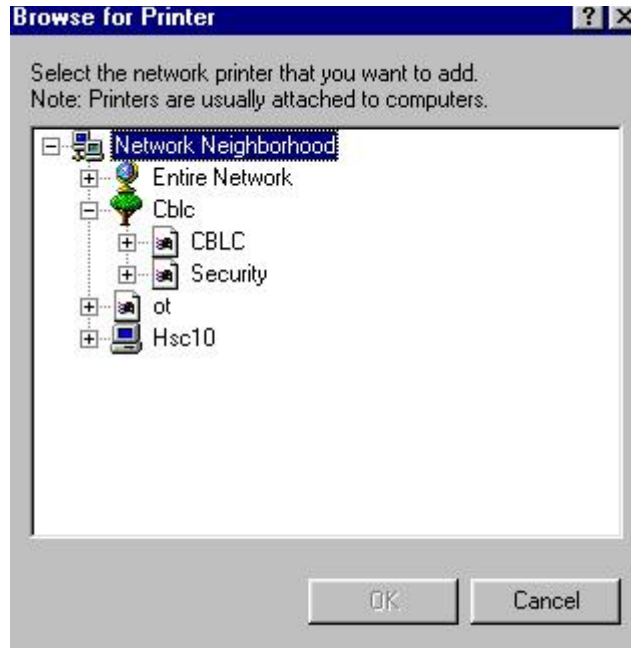 Browse for Printer
Select the network printer that you want to add.
Note: Printers are usually attached to computers.
Network Neighborhood
Entire Network
Cblc
CBLC
Security
ot
Hsc10
OK
Cancel